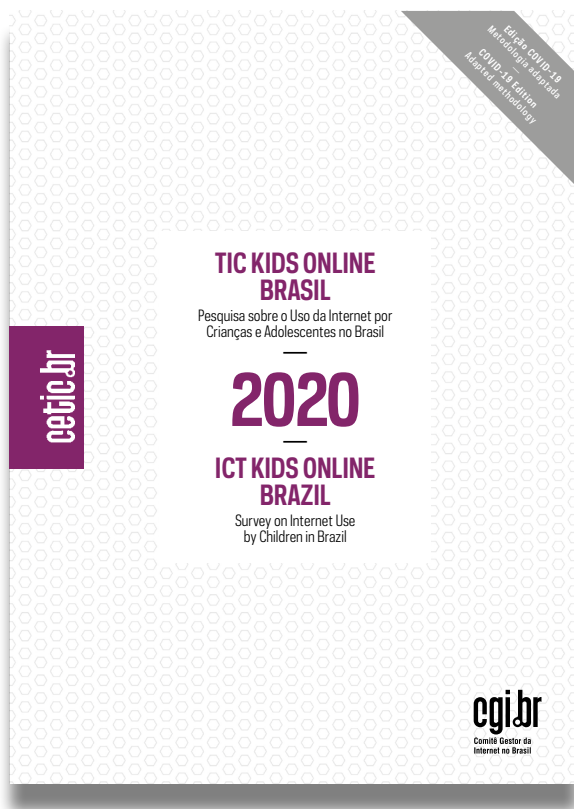 Edição COVID-19
Metodologia adaptada
—
COVID-19 Edition
Adapted methodology
TIC KIDS ONLINE
BRASIL
Pesquisa sobre o Uso da Internet por
Crianças e Adolescentes no Brasil
—
2020
—
ICT KIDS ONLINE
BRAZIL
Survey on Internet Use
by Children in Brazil
cetic.br
cgi.br
Comitê Gestor da
Internet no Brasil